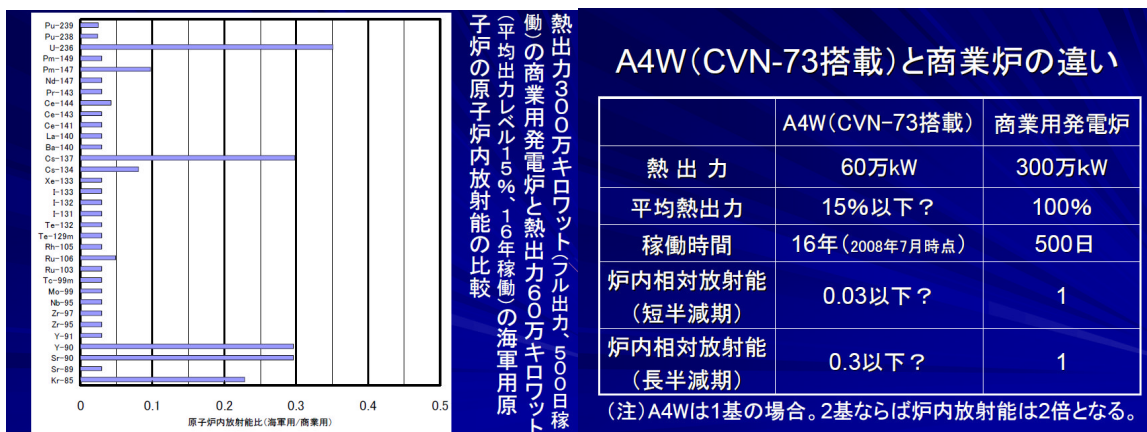 Pu-239
Pu-238
U-236
Pm-149
Pm-147
Nd-147
Pr-143
Ce-144
Ce-143
Ce-141
La-140
Ba-140
Cs-137
Cs-134
Xe-133
I-133
I-132
I-131
Te-132
Te-129m
Rh-105
Ru-106
Ru-103
Tc-99m
Mo-99
Nb-95
Zr-97
Zr-95
Y-91
Y-90
Sr-90
Sr-89
Kr-85
0 0.1 0.2 0.3 0.4 0.5
原子炉内放射能比(海軍用/商業用)
熱出力300万キロワット(フル出力、500日稼
働)の商業用発電炉と熱出力60万キロワット
(平均出力レベル15%、16年稼働)の海軍用原
子炉の原子炉内放射能の比較
A4W(CVN-73搭載)と商業炉の違い
A4W(CVN-73搭載) 商業用発電炉
熱出力 60万kW 300万kW
平均熱出力 15%以下? 100%
稼働時間 16年(2008年7月時点) 500日
炉内相対放射能
(短半減期) 0.03以下? 1
炉内相対放射能
(長半減期) 0.3以下? 1
(注)A4Wは1基の場合。2基ならば炉内放射能は2倍となる。